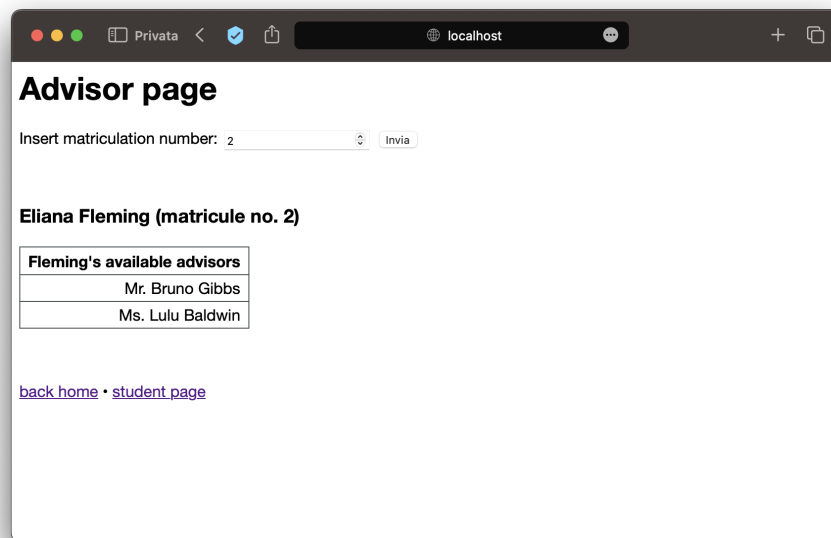 Privata
localhost
Advisor page
Insert matriculation number: 2 Invia
Eliana Fleming (matricule no. 2)
Fleming's available advisors
Mr. Bruno Gibbs
Ms. Lulu Baldwin
back home • student page